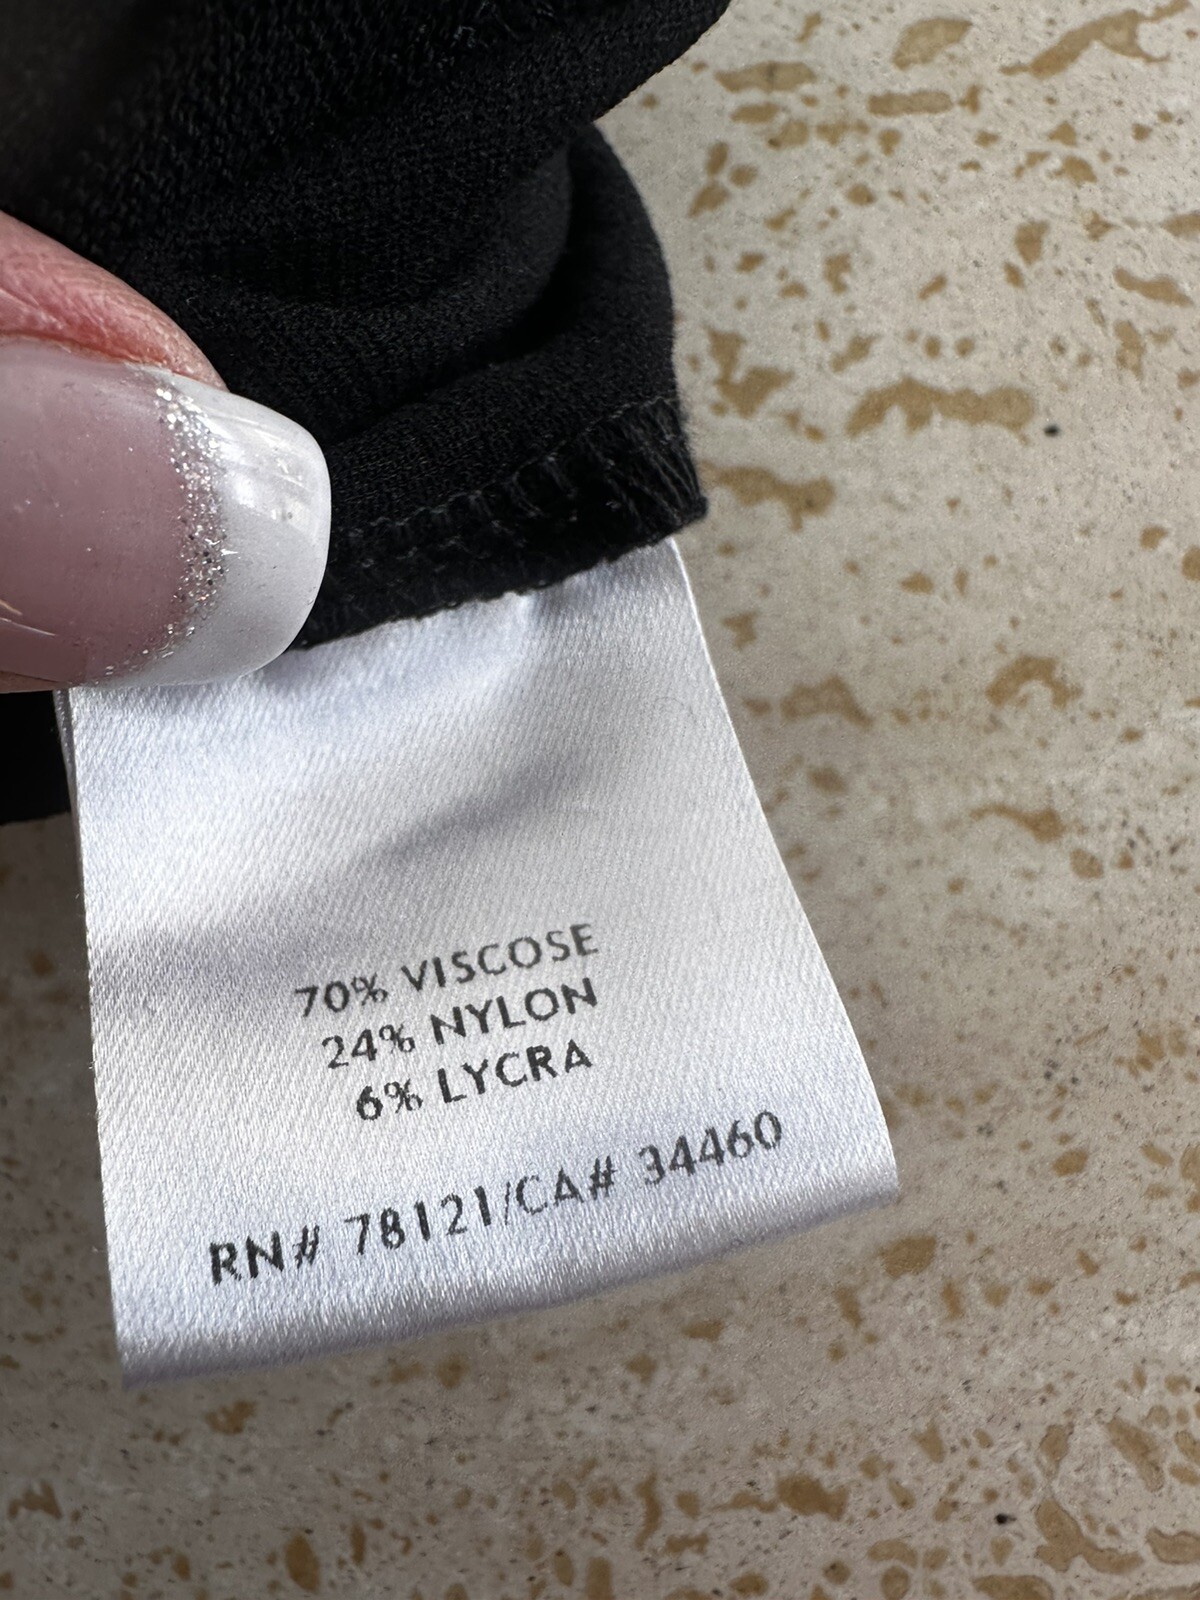 70% VISCOSE
24% NYLON
6% LYCRA
RN# 78121/CA# 34460